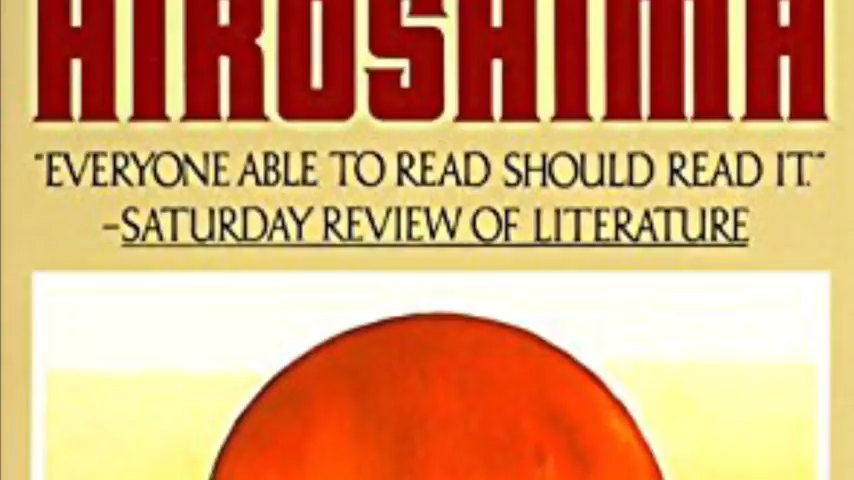 HIROSHIMA
"EVERYONE ABLE TO READ SHOULD READ IT."
-SATURDAY REVIEW OF LITERATURE